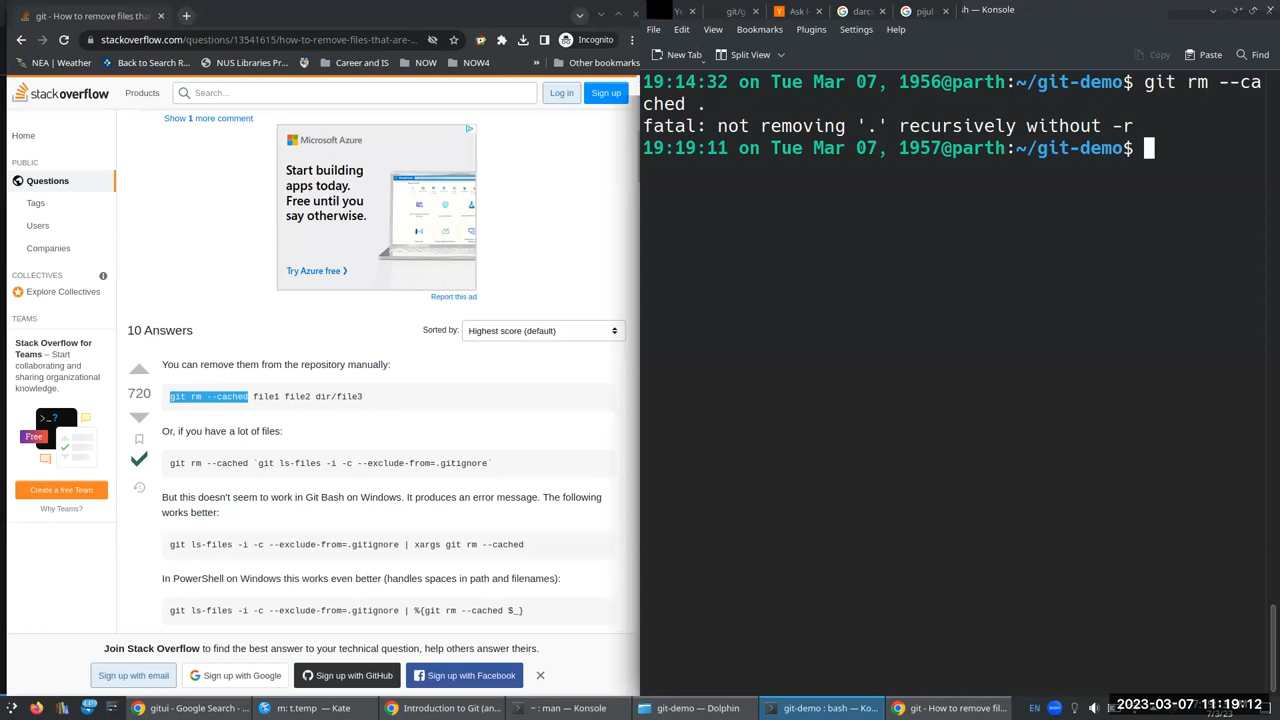 git - How to remove files that
Incognito
stackoverflow.com/questions/13541615/how-to-remove-files-that-are-...
NEA | Weather
Back to Search R...
NUS Libraries Pr...
Career and IS
NOW
NOW4
»
Other bookmarks
stackoverflow
Products
Search…
Log in
Sign up
Home
PUBLIC
Questions
Tags
Users
Companies
COLLECTIVES
Explore Collectives
TEAMS
Stack Overflow for
Teams – Start
collaborating and
sharing organizational
knowledge.
Free
Create a free Team
Why Teams?
Show 1 more comment
Microsoft Azure
Start building
apps today.
Free until you
say otherwise.
Try Azure free ❯
Report this ad
10 Answers
Sorted by:
Highest score (default)
You can remove them from the repository manually:
720
git rm --cached file1 file2 dir/file3
Or, if you have a lot of files:
git rm --cached `git ls-files -i -c --exclude-from=.gitignore`
But this doesn't seem to work in Git Bash on Windows. It produces an error message. The following
works better:
git ls-files -i -c --exclude-from=.gitignore | xargs git rm --cached
In PowerShell on Windows this works even better (handles spaces in path and filenames):
git ls-files -i -c --exclude-from=.gitignore | %{git rm --cached $_}
Join Stack Overflow to find the best answer to your technical question, help others answer theirs.
Sign up with email
Sign up with Google
Sign up with GitHub
Sign up with Facebook
git/g
Ask H
darcs
pijul
sh — Konsole
File
Edit
View
Bookmarks
Plugins
Settings
Help
New Tab
Split View
Copy
Paste
Find
19:14:32 on Tue Mar 07, 1956@parth:~/git-demo$ git rm --ca
ched .
fatal: not removing '.' recursively without -r
19:19:11 on Tue Mar 07, 1957@parth:~/git-demo$
gitui - Google Search - ...
m: t.temp — Kate
Introduction to Git (an...
~ : man — Konsole
git-demo — Dolphin
git-demo : bash — Ko...
git - How to remove fil...
EN
zoom
2023-03-07 11:19:12
7/3/23